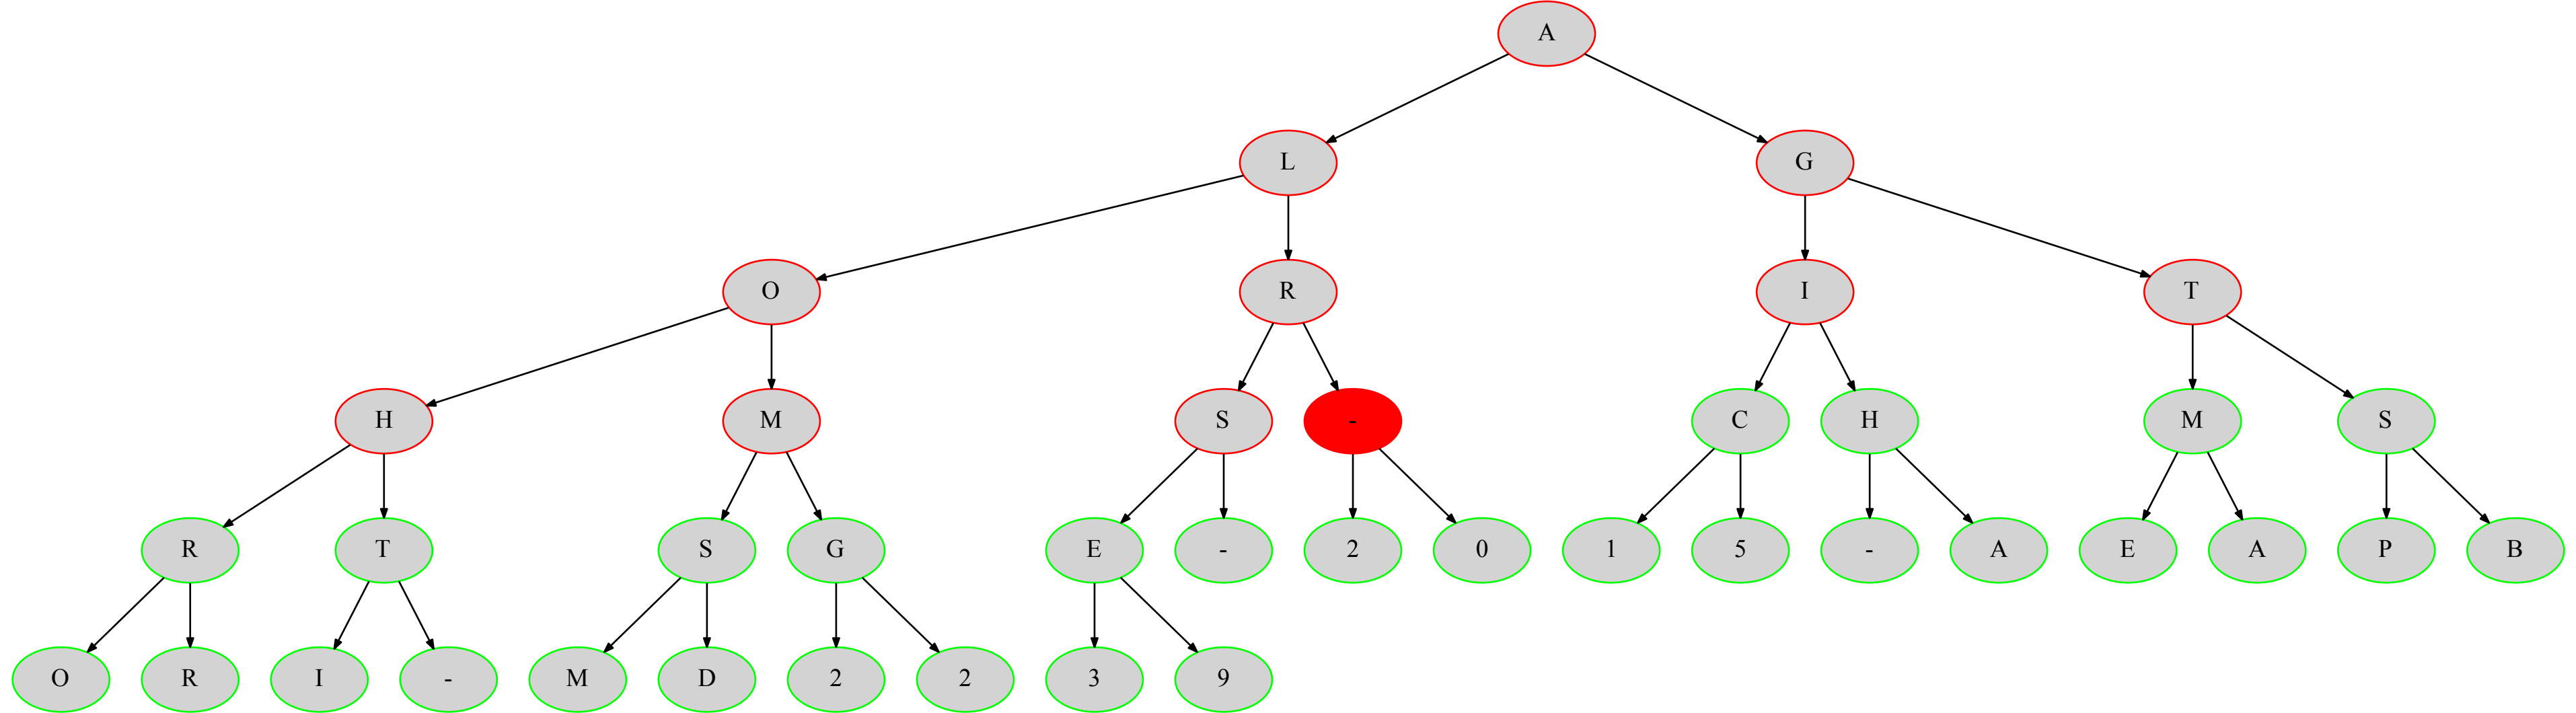 A
L G
O R I T
H M S - C H M S
R T S G E - 2 0 1 5 - A E A P B
O R I - M D 2 2 3 9